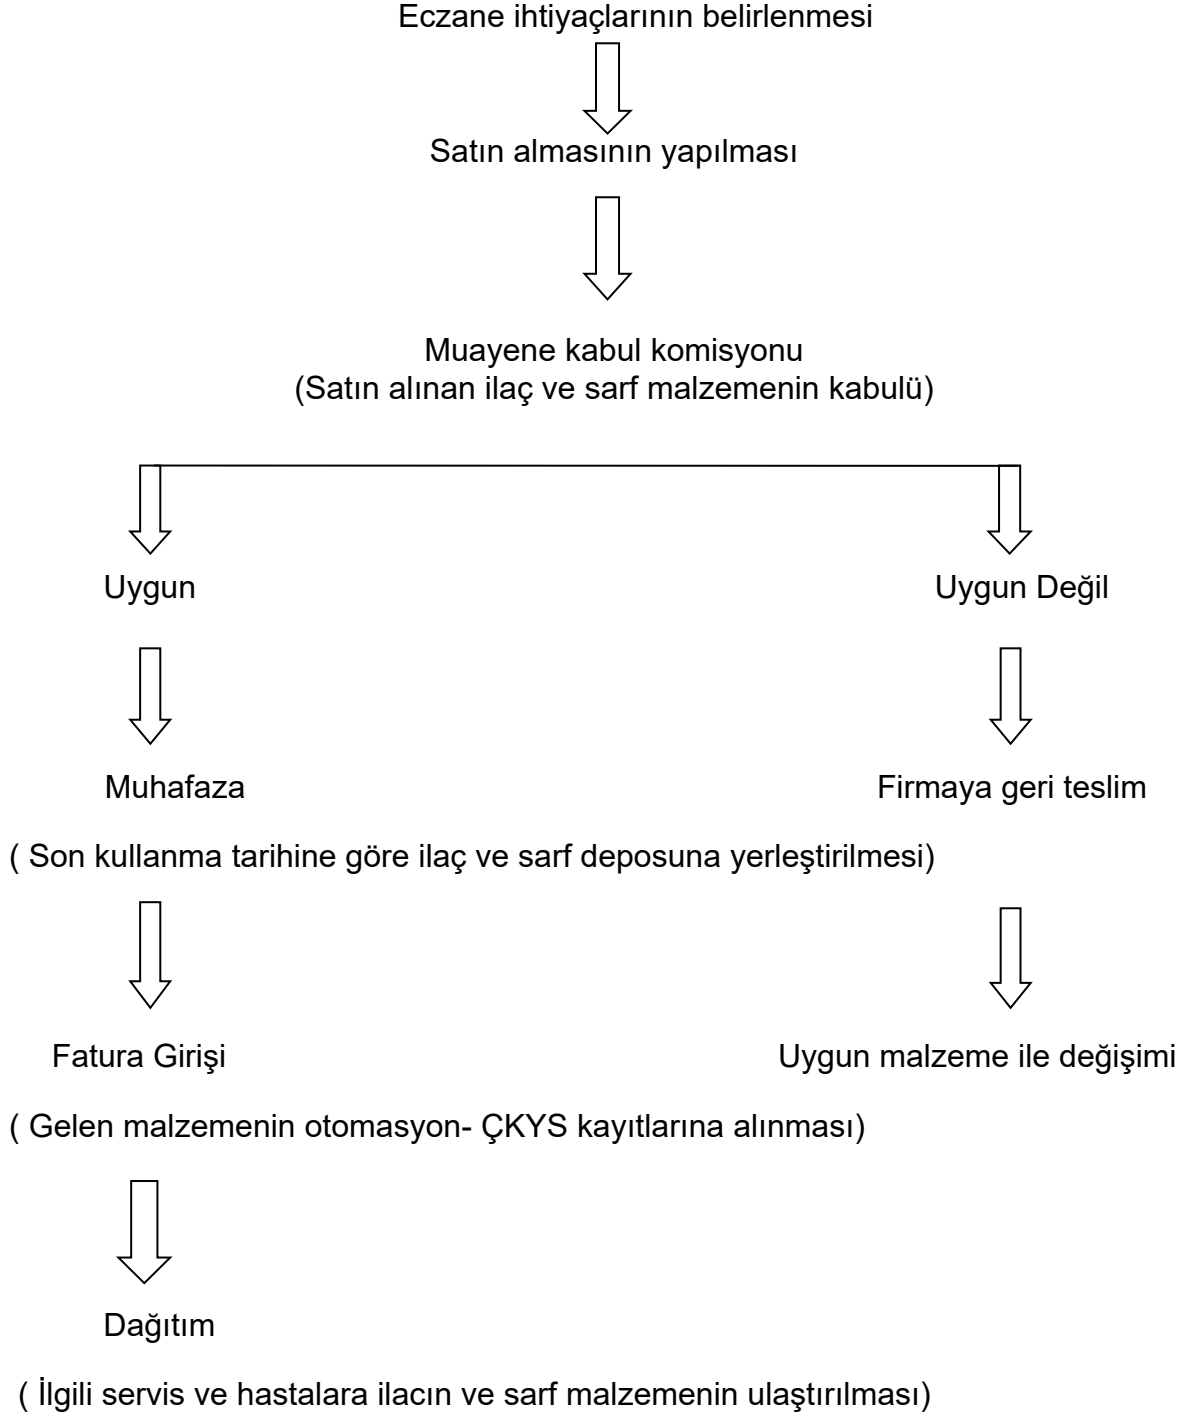 Eczane ihtiyaçlarının belirlenmesi
Satın almasının yapılması
Muayene kabul komisyonu
(Satın alınan ilaç ve sarf malzemenin kabulü)
Uygun
Uygun Değil
Muhafaza
Firmaya geri teslim
( Son kullanma tarihine göre ilaç ve sarf deposuna yerleştirilmesi)
Fatura Girişi
Uygun malzeme ile değişimi
( Gelen malzemenin otomasyon- ÇKYS kayıtlarına alınması)
Dağıtım
( İlgili servis ve hastalara ilacın ve sarf malzemenin ulaştırılması)